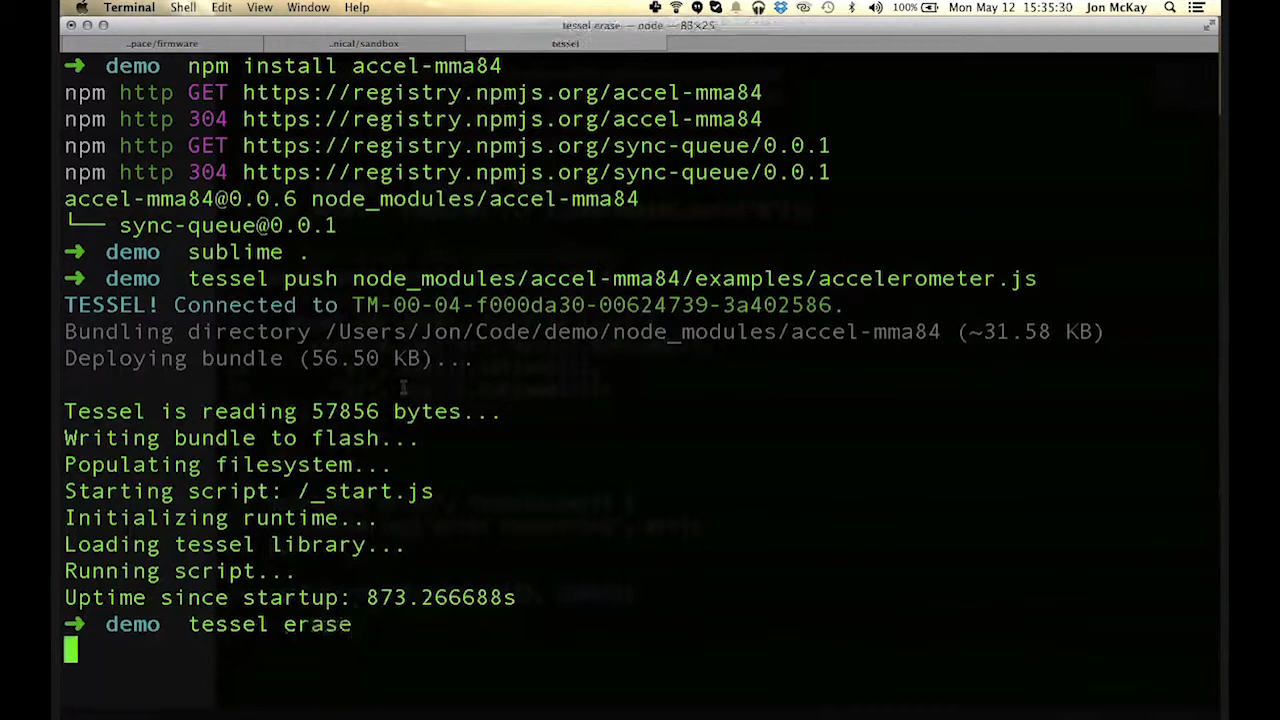 Terminal Shell Edit View Window Help 100% Mon May 12 15:35:30 Jon McKay
tessel erase — node — 83×25
..pace/firmware ..nical/sandbox tessel
➜ demo npm install accel-mma84
npm http GET https://registry.npmjs.org/accel-mma84
npm http 304 https://registry.npmjs.org/accel-mma84
npm http GET https://registry.npmjs.org/sync-queue/0.0.1
npm http 304 https://registry.npmjs.org/sync-queue/0.0.1
accel-mma84@0.0.6 node_modules/accel-mma84
└── sync-queue@0.0.1
➜ demo sublime .
➜ demo tessel push node_modules/accel-mma84/examples/accelerometer.js
TESSEL! Connected to TM-00-04-f000da30-00624739-3a402586.
Bundling directory /Users/Jon/Code/demo/node_modules/accel-mma84 (~31.58 KB)
Deploying bundle (56.50 KB)...
Tessel is reading 57856 bytes...
Writing bundle to flash...
Populating filesystem...
Starting script: /_start.js
Initializing runtime...
Loading tessel library...
Running script...
Uptime since startup: 873.266688s
➜ demo tessel erase